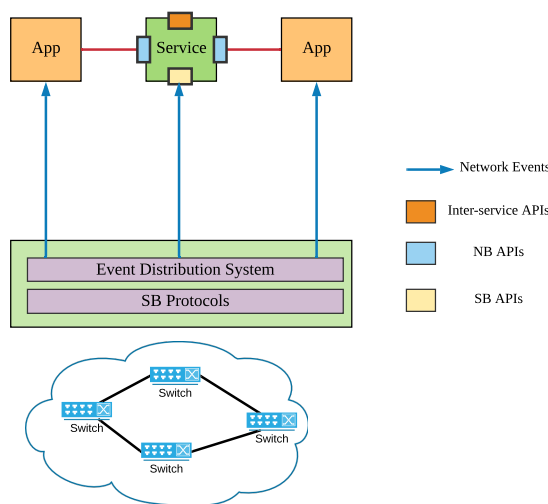 App
Service
App
Network Events
Inter-service APIs
NB APIs
SB APIs
Event Distribution System
SB Protocols
Switch
Switch
Switch
Switch